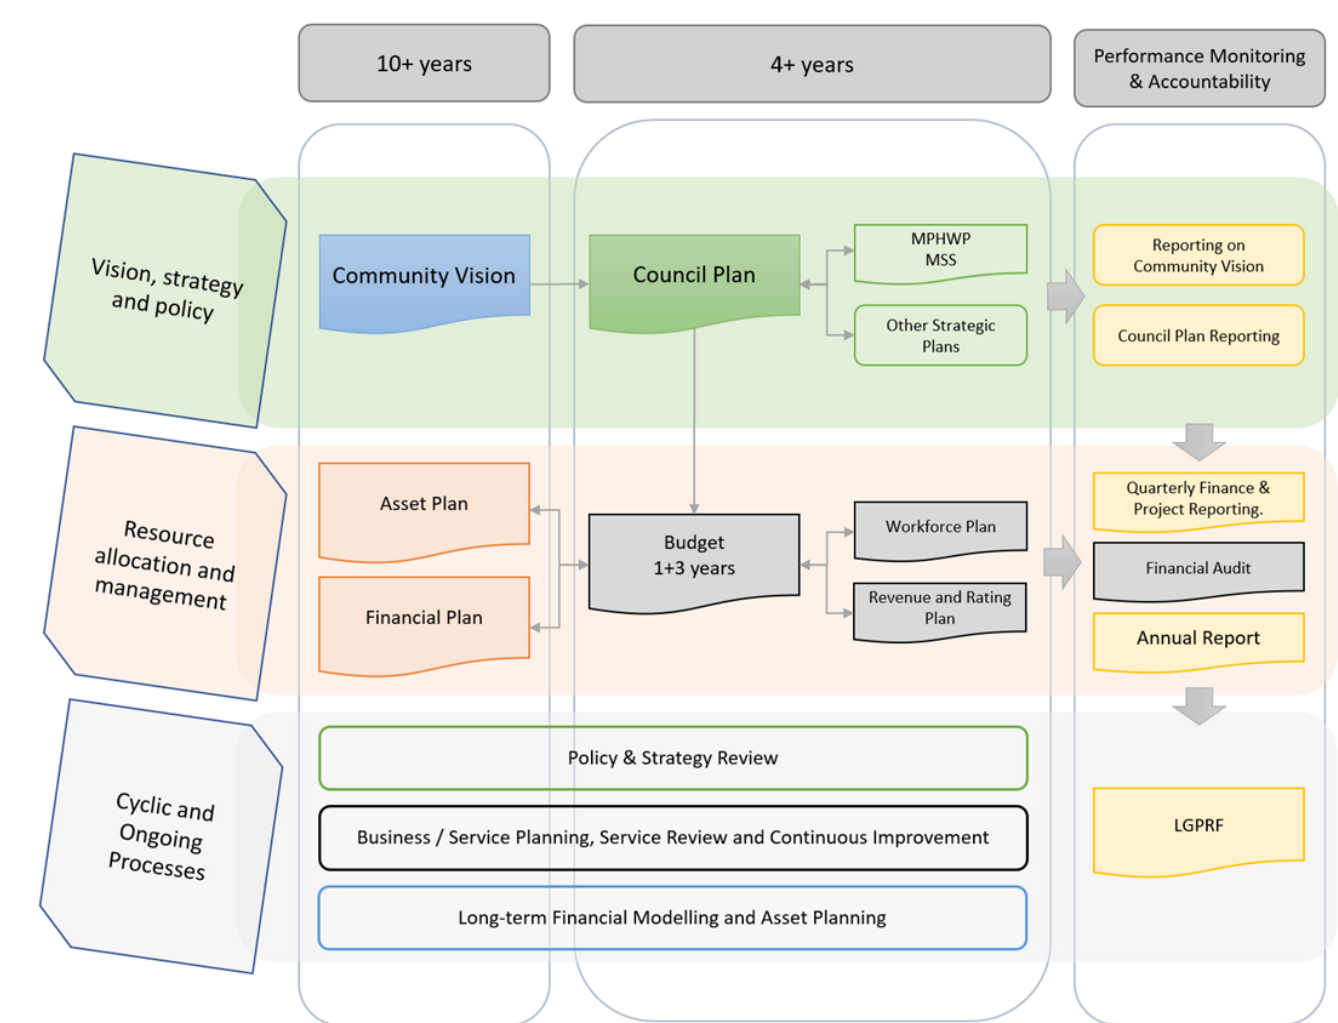 10+ years
4+ years
Performance Monitoring
& Accountability
Vision, strategy
and policy
Community Vision
Council Plan
MPHWP
MSS
Other Strategic
Plans
Reporting on
Community Vision
Council Plan Reporting
Resource
allocation and
management
Asset Plan
Financial Plan
Budget
1+3 years
Workforce Plan
Revenue and Rating
Plan
Quarterly Finance &
Project Reporting.
Financial Audit
Annual Report
Cyclic and
Ongoing
Processes
Policy & Strategy Review
Business / Service Planning, Service Review and Continuous Improvement
Long-term Financial Modelling and Asset Planning
LGPRF